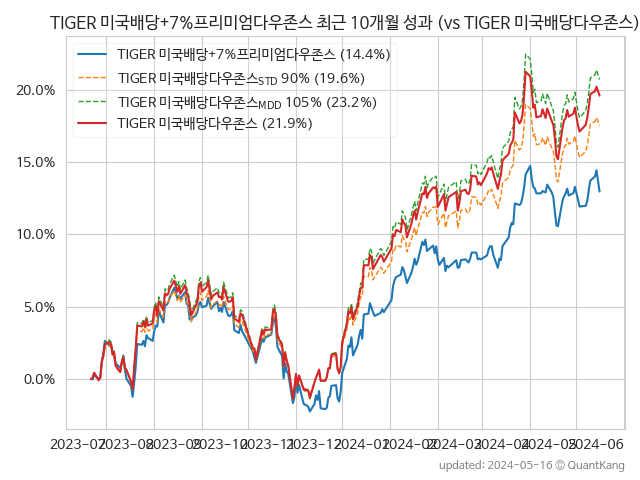 TIGER 미국배당+7%프리미엄다우존스 최근 10개월 성과 (vs TIGER 미국배당다우존스)
TIGER 미국배당+7%프리미엄다우존스 (14.4%)
TIGER 미국배당다우존스STD 90% (19.6%)
TIGER 미국배당다우존스MDD 105% (23.2%)
TIGER 미국배당다우존스 (21.9%)
20.0%
15.0%
10.0%
5.0%
0.0%
2023-07 2023-08 2023-09 2023-10 2023-11 2023-12 2024-01 2024-02 2024-03 2024-04 2024-05 2024-06
updated: 2024-05-16 © QuantKang